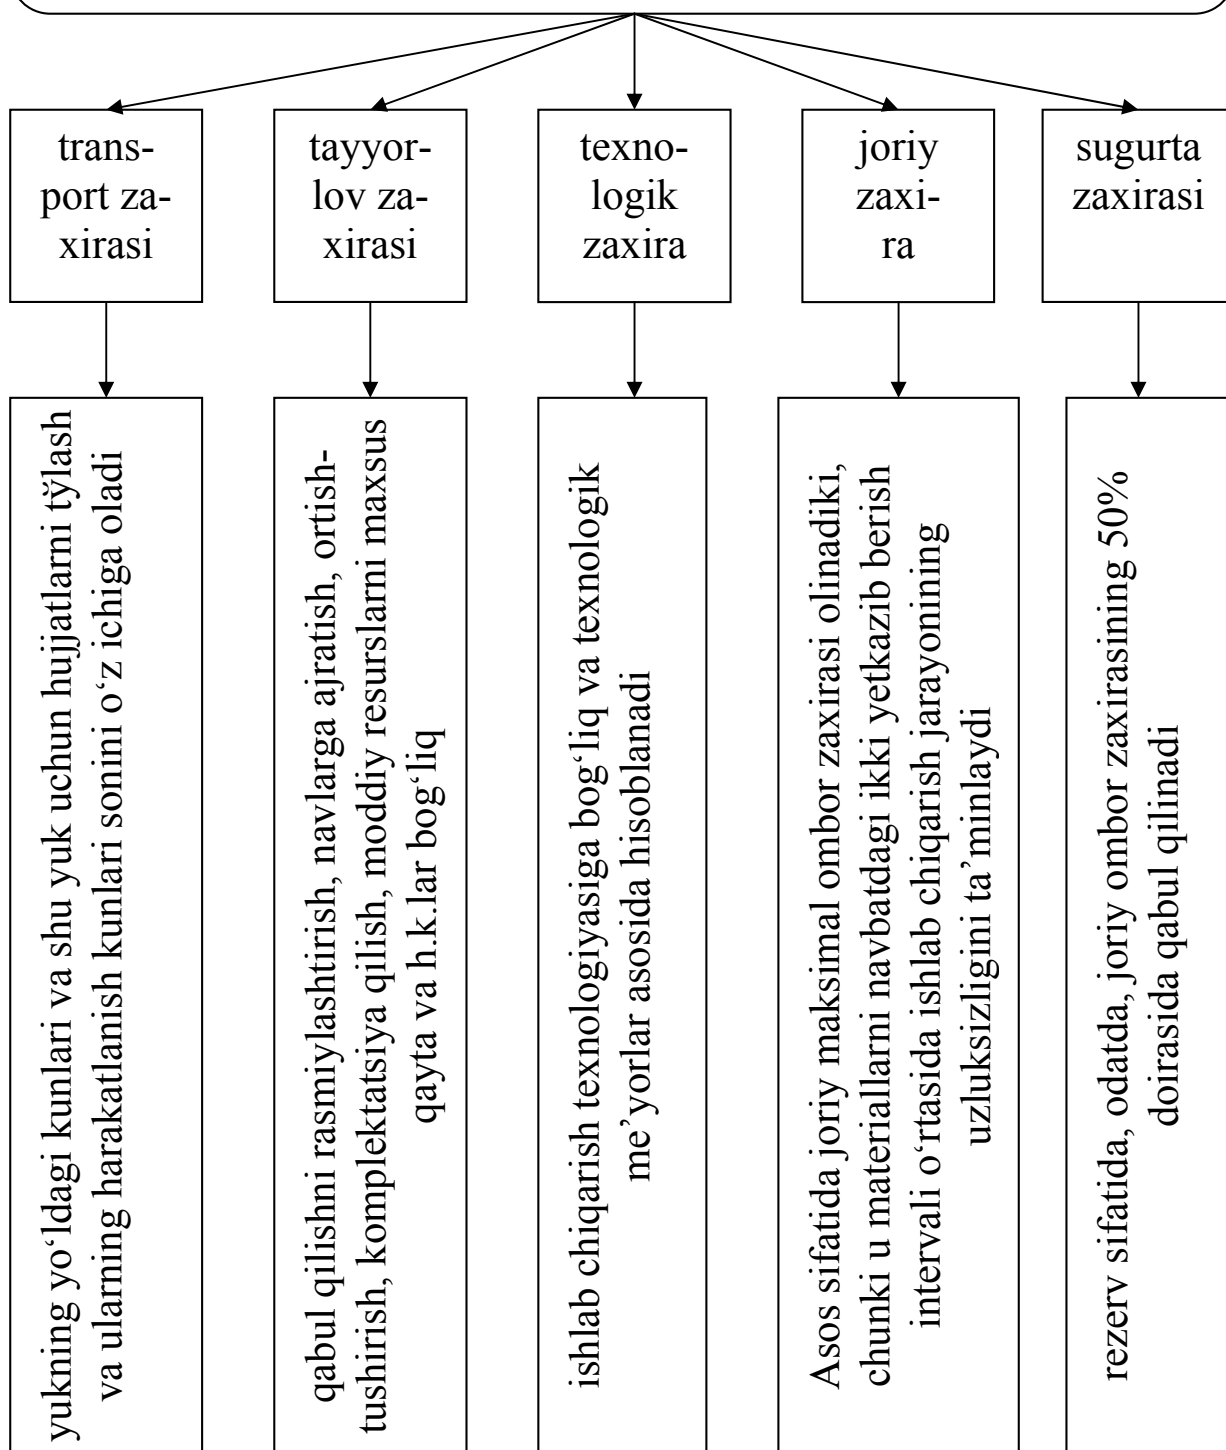 trans-
port za-
xirasi
tayyor-
lov za-
xirasi
texno-
logik
zaxira
joriy
zaxi-
ra
sugurta
zaxirasi
yukning yo‘ldagi kunlari va shu yuk uchun hujjatlarni tўlash
va ularning harakatlanish kunlari sonini o‘z ichiga oladi
qabul qilishni rasmiylashtirish, navlarga ajratish, ortish-
tushirish, komplektatsiya qilish, moddiy resurslarni maxsus
qayta va h.k.lar bog‘liq
ishlab chiqarish texnologiyasiga bog‘liq va texnologik
me’yorlar asosida hisoblanadi
Asos sifatida joriy maksimal ombor zaxirasi olinadiki,
chunki u materiallarni navbatdagi ikki yetkazib berish
intervali o‘rtasida ishlab chiqarish jarayonining
uzluksizligini ta’minlaydi
rezerv sifatida, odatda, joriy ombor zaxirasining 50%
doirasida qabul qilinadi